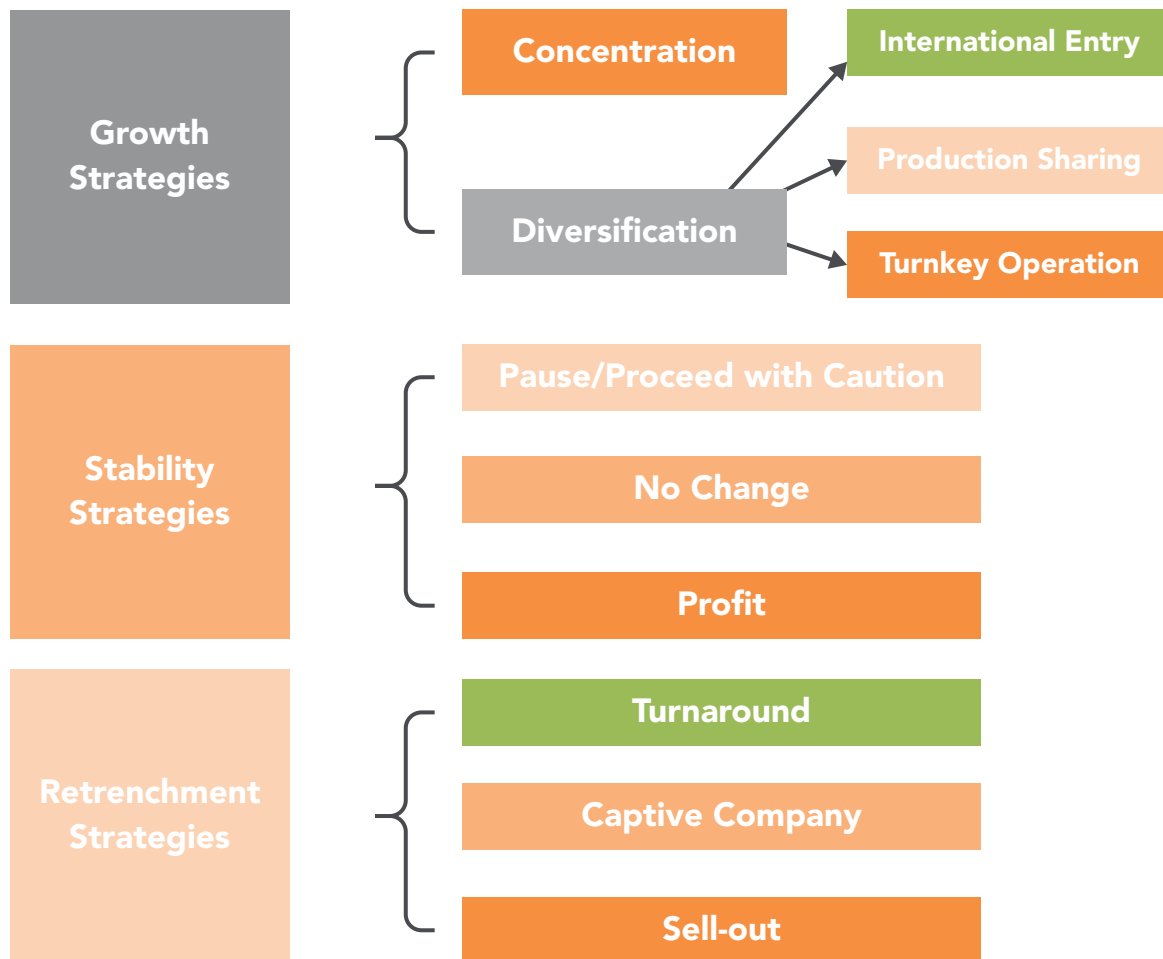 Growth
Strategies
Concentration
Diversification
International Entry
Production Sharing
Turnkey Operation
Stability
Strategies
Pause/Proceed with Caution
No Change
Profit
Retrenchment
Strategies
Turnaround
Captive Company
Sell-out